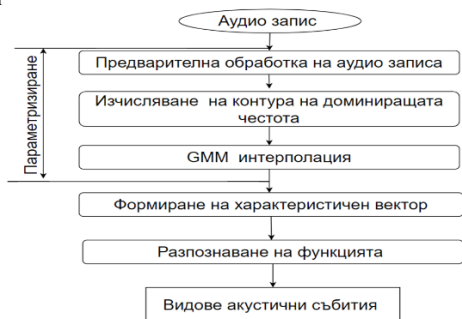 Аудио запис
Предварителна обработка на аудио записа
Параметризиране
Изчисляване на контура на доминиращата
честота
GMM интерполация
Формиране на характеристичен вектор
Разпознаване на функцията
Видове акустични събития